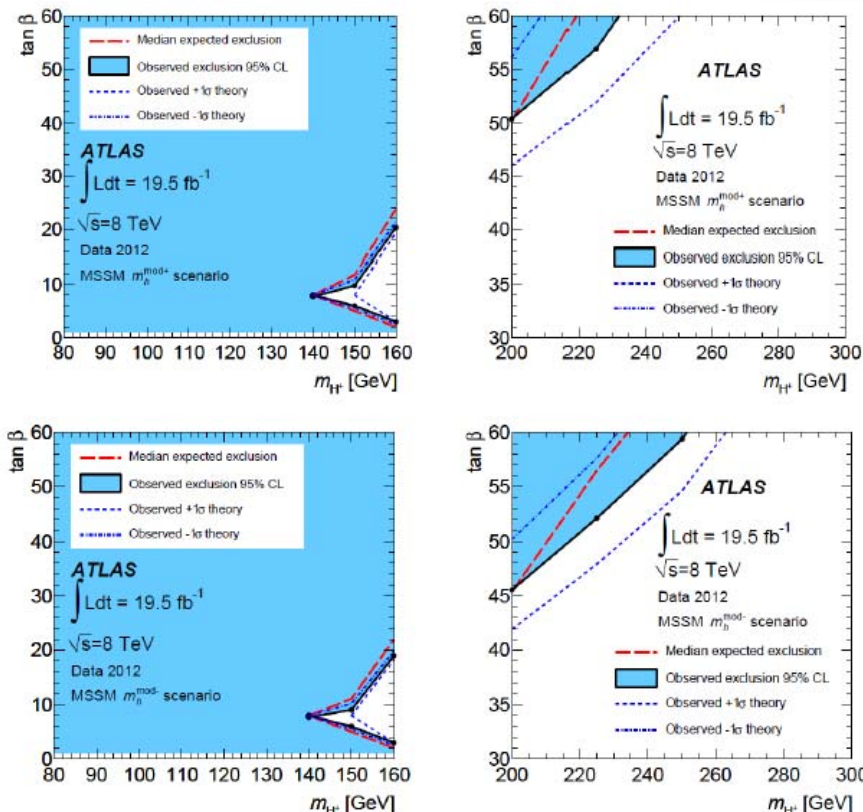 tan β
60
50
40
30
20
10
0
Median expected exclusion
Observed exclusion 95% CL
Observed +1σ theory
Observed -1σ theory
ATLAS
∫Ldt = 19.5 fb⁻¹
√s=8 TeV
Data 2012
MSSM m_h^mod+ scenario
80 90 100 110 120 130 140 150 160
m_H⁺ [GeV]
tan β
60
55
50
45
40
35
30
ATLAS
∫Ldt = 19.5 fb⁻¹
√s=8 TeV
Data 2012
MSSM m_h^mod+ scenario
Median expected exclusion
Observed exclusion 95% CL
Observed +1σ theory
Observed -1σ theory
200 220 240 260 280 300
m_H⁺ [GeV]
tan β
60
50
40
30
20
10
0
Median expected exclusion
Observed exclusion 95% CL
Observed +1σ theory
Observed -1σ theory
ATLAS
∫Ldt = 19.5 fb⁻¹
√s=8 TeV
Data 2012
MSSM m_h^mod- scenario
80 90 100 110 120 130 140 150 160
m_H⁺ [GeV]
tan β
60
55
50
45
40
35
30
ATLAS
∫Ldt = 19.5 fb⁻¹
√s=8 TeV
Data 2012
MSSM m_h^mod- scenario
Median expected exclusion
Observed exclusion 95% CL
Observed +1σ theory
Observed -1σ theory
200 220 240 260 280 300
m_H⁺ [GeV]